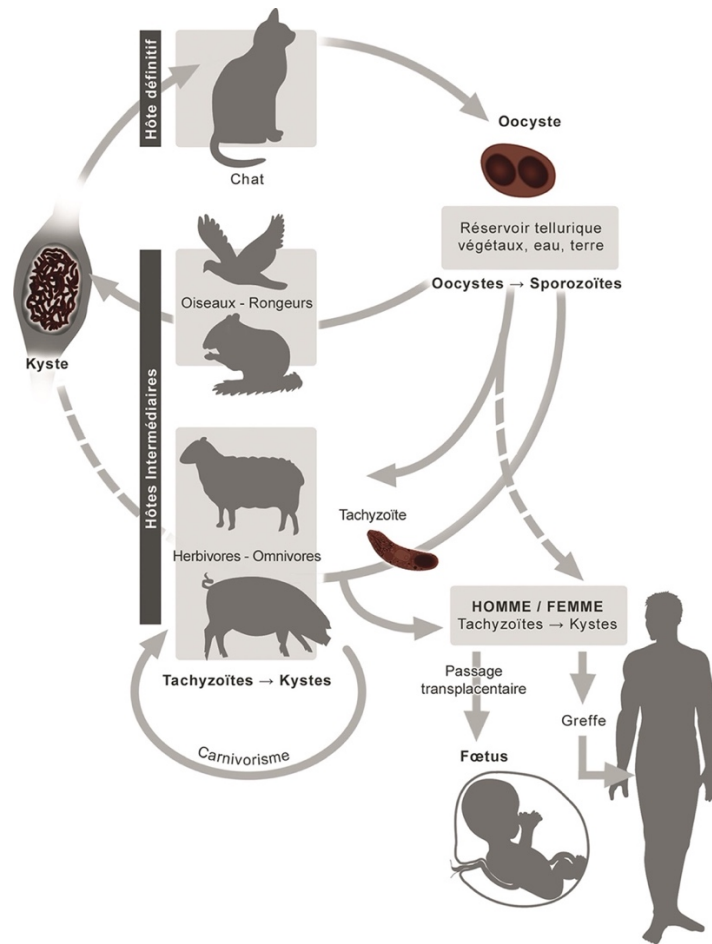 Hôte définitif
Chat
Oocyste
Réservoir tellurique
végétaux, eau, terre
Oocystes → Sporozoïtes
Oiseaux - Rongeurs
Kyste
Hôtes Intermédiaires
Tachyzoïte
Herbivores - Omnivores
HOMME / FEMME
Tachyzoïtes → Kystes
Tachyzoïtes → Kystes
Passage
transplacentaire
Greffe
Carnivorisme
Fœtus